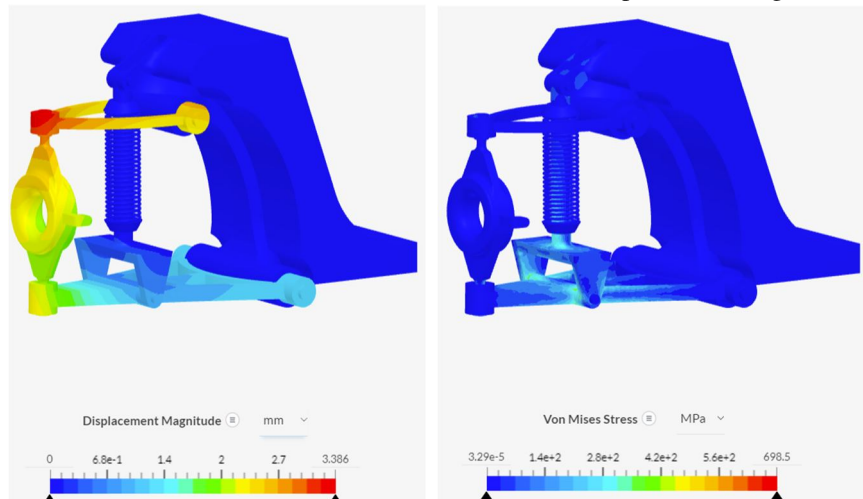 Displacement Magnitude mm
0 6.8e-1 1.4 2 2.7 3.386
Von Mises Stress MPa
3.29e-5 1.4e+2 2.8e+2 4.2e+2 5.6e+2 698.5